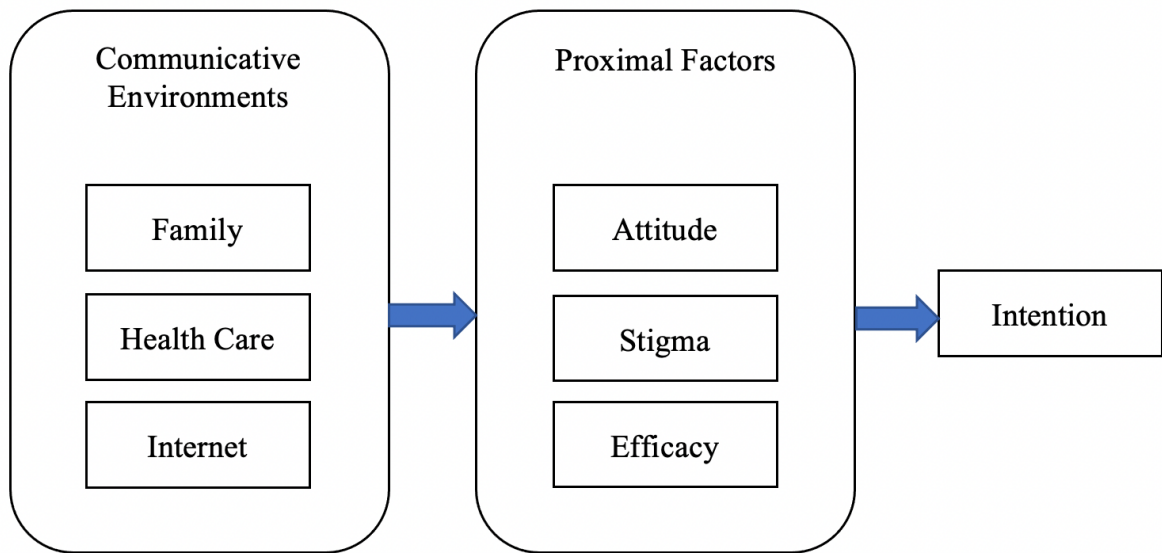 Communicative
Environments
Family
Health Care
Internet
Proximal Factors
Attitude
Stigma
Efficacy
Intention